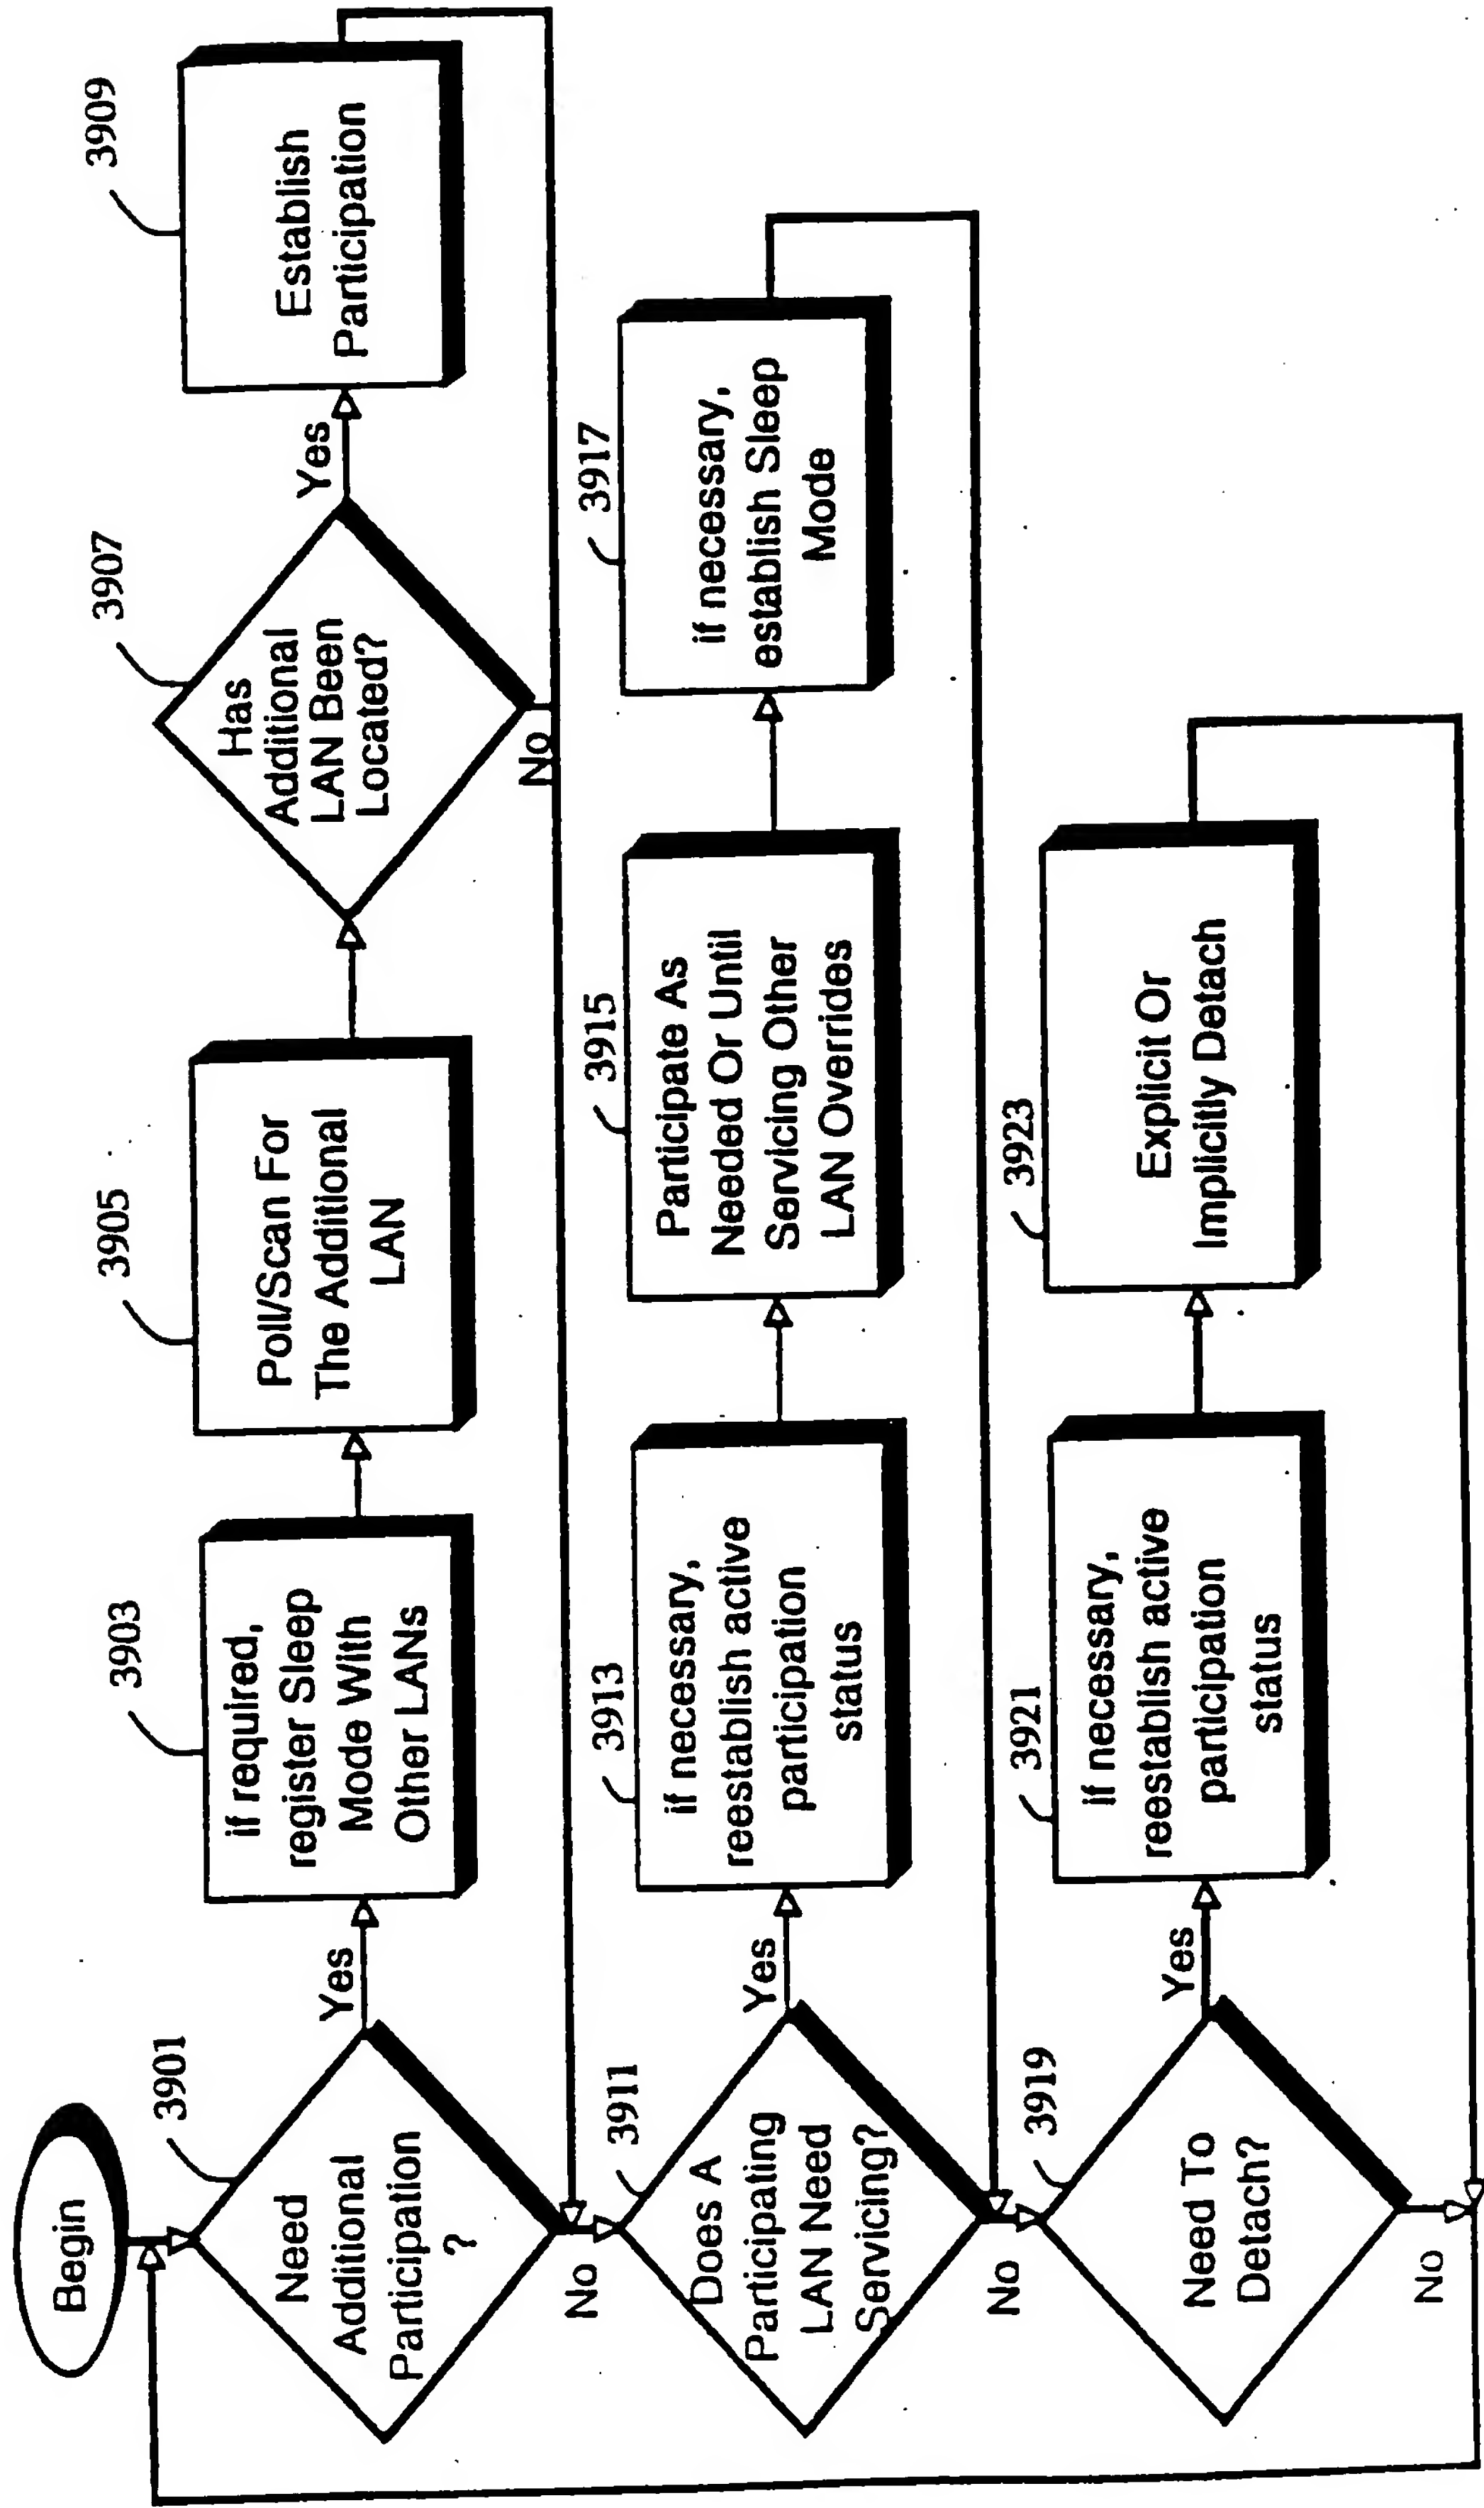 Begin
3901
Need
Additional
Participation
?
Yes
No
3903
if required,
register Sleep
Mode With
Other LANs
3905
Poll/Scan For
The Additional
LAN
3907
Has
Additional
LAN Been
Located?
Yes
No
3909
Establish
Participation
3911
Does A
Participating
LAN Need
Servicing?
Yes
No
3913
if necessary,
reestablish active
participation
status
3915
Participate As
Needed Or Until
Servicing Other
LAN Overrides
3917
if necessary,
establish Sleep
Mode
3919
Need To
Detach?
Yes
No
3921
if necessary,
reestablish active
participation
status
3923
Explicit Or
Implicitly Detach